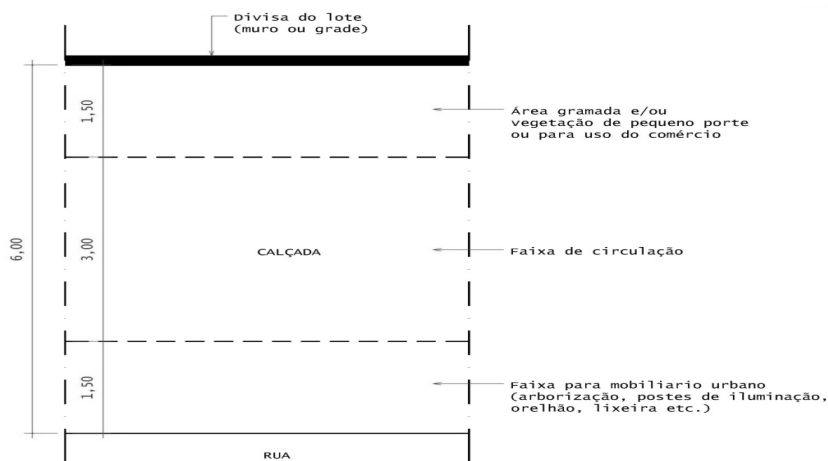 Divisa do lote
(muro ou grade)
1,50
Área gramada e/ou
vegetação de pequeno porte
ou para uso do comércio
6,00
3,00
CALÇADA
Faixa de circulação
1,50
Faixa para mobiliario urbano
(arborização, postes de iluminação,
orelhão, lixeira etc.)
RUA